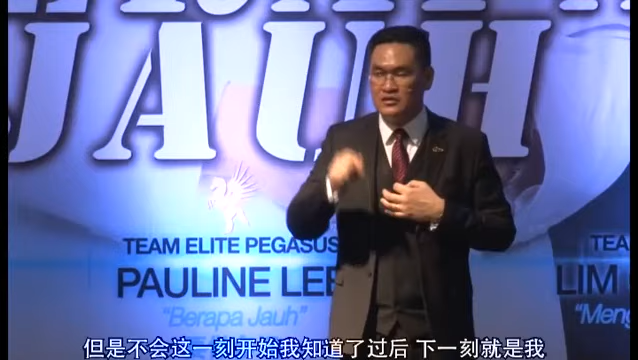 JAUH
TEAM ELITE PEGASUS
PAULINE LEE
"Berapa Jauh"
TEA
LIM
"Meng
但是不会这一刻开始我知道了过后 下一刻就是我